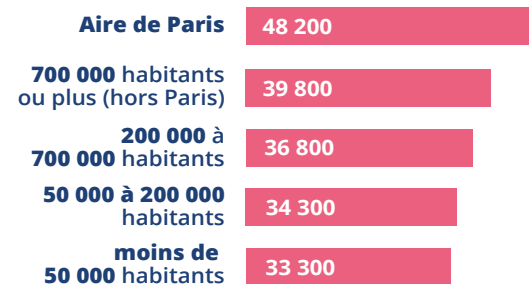 Aire de Paris 48 200
700 000 habitants
ou plus (hors Paris) 39 800
200 000 à
700 000 habitants 36 800
50 000 à 200 000
habitants 34 300
moins de
50 000 habitants 33 300